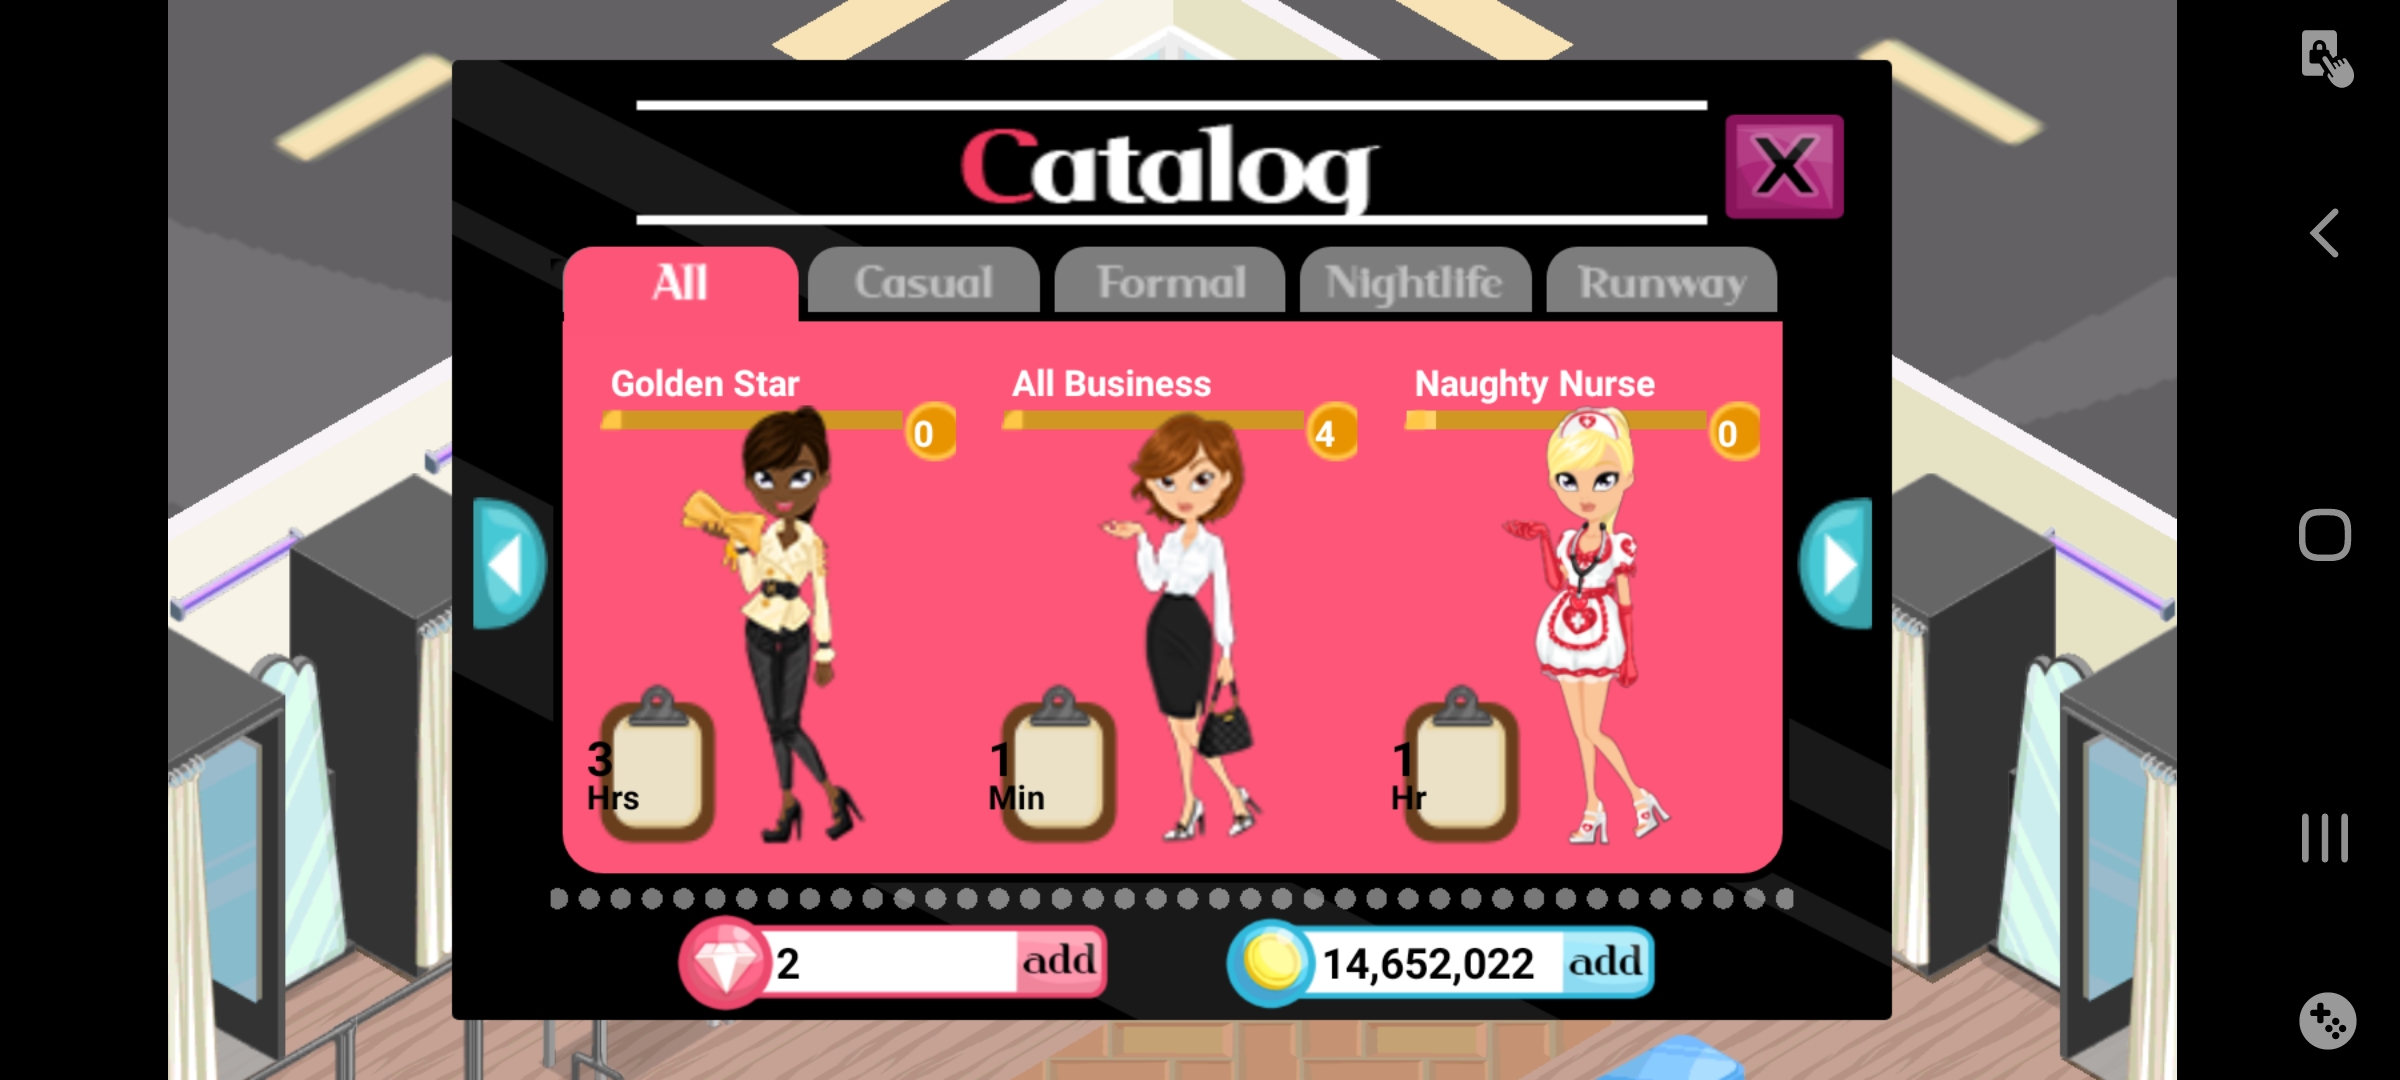 Catalog
X
All
Casual
Formal
Nightlife
Runway
Golden Star
0
All Business
4
Naughty Nurse
0
3
Hrs
1
Min
1
Hr
2
add
14,652,022
add